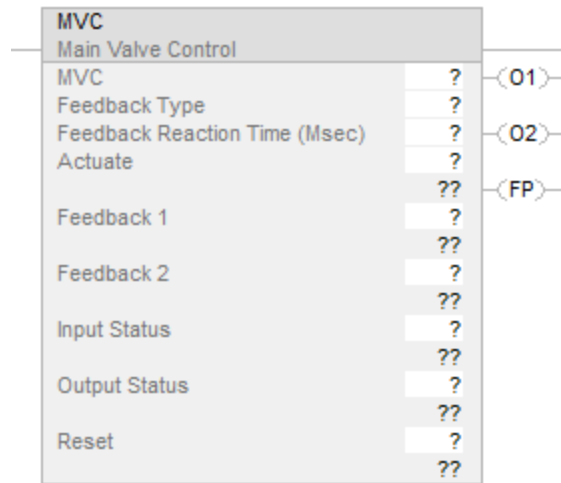 MVC
Main Valve Control
MVC ? (O1)
Feedback Type ?
Feedback Reaction Time (Msec) ? (O2)
Actuate ?
?? (FP)
Feedback 1 ?
??
Feedback 2 ?
??
Input Status ?
??
Output Status ?
??
Reset ?
??